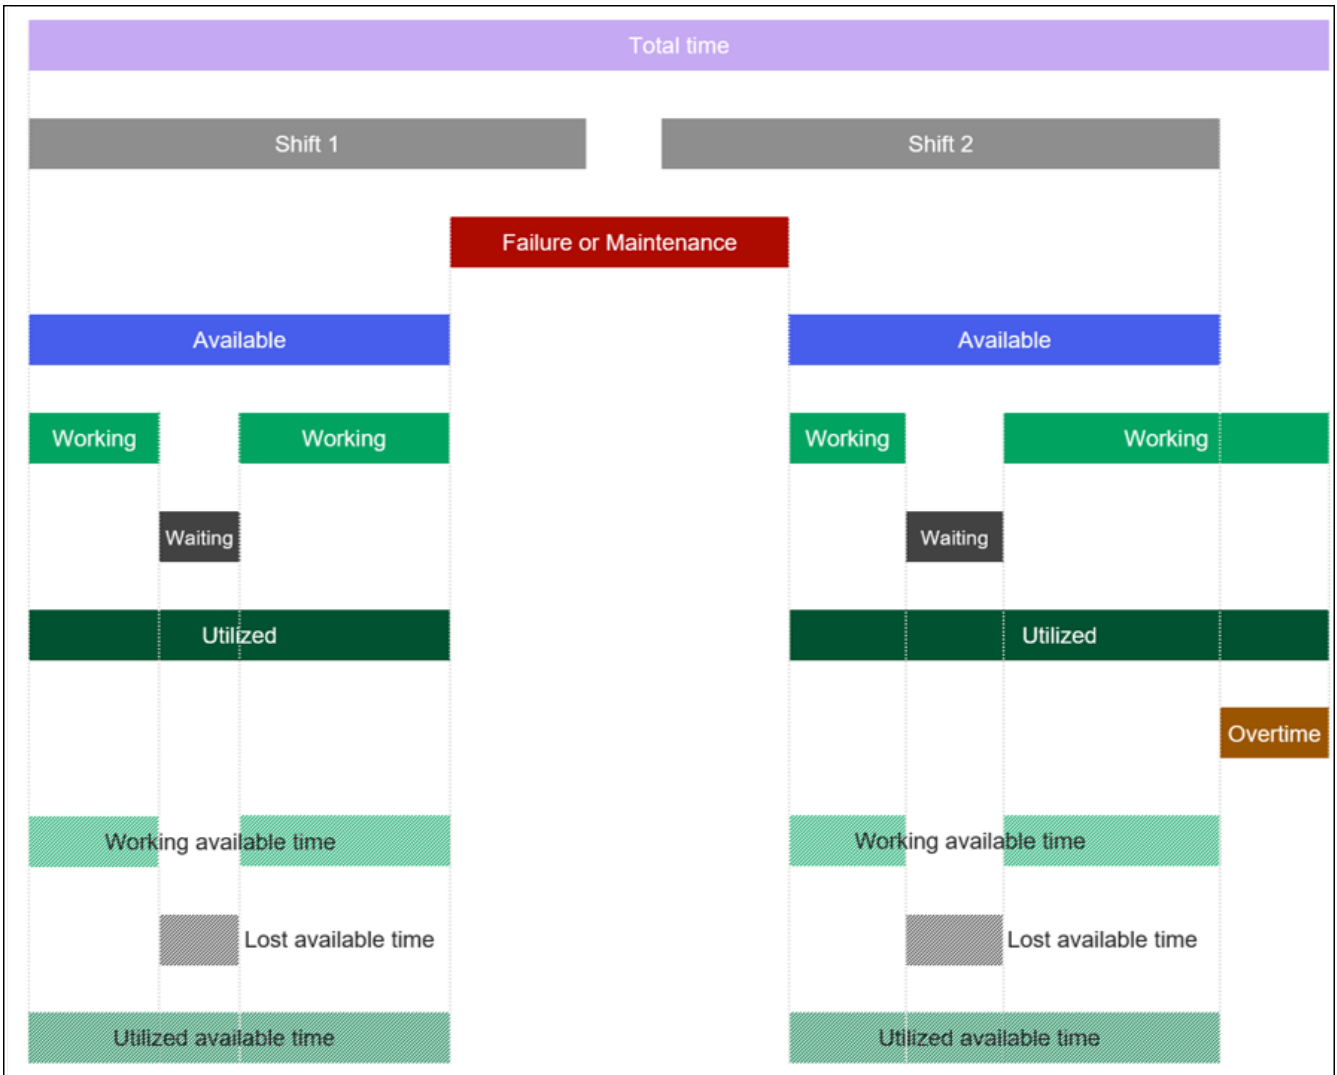 Total time
Shift 1
Shift 2
Failure or Maintenance
Available
Available
Working
Working
Working
Working
Waiting
Waiting
Utilized
Utilized
Overtime
Working available time
Working available time
Lost available time
Lost available time
Utilized available time
Utilized available time